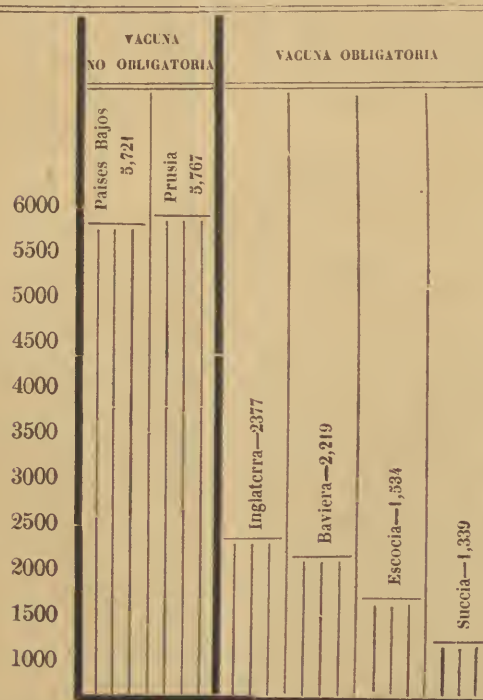 VACUNA
NO OBLIGATORIA
VACUNA OBLIGATORIA
Paises Bajos
5,721
Prusia
5,767
Inglaterra—2377
Baviera—2,219
Escocia—1,534
Succia—1,339
6000
5500
5000
4500
4000
3500
3000
2500
2000
1500
1000